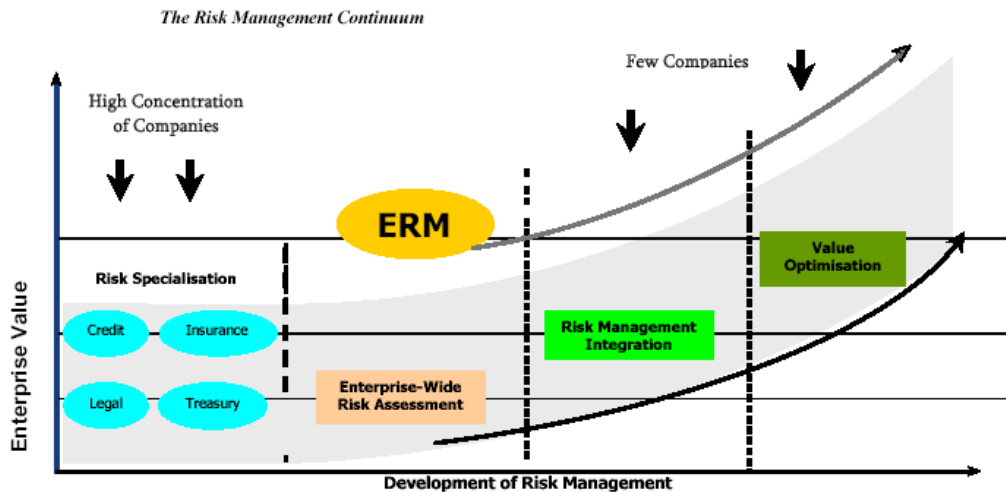 The Risk Management Continuum
Few Companies
High Concentration
of Companies
ERM
Risk Specialisation
Value
Optimisation
Credit
Insurance
Risk Management
Integration
Enterprise-Wide
Risk Assessment
Legal
Treasury
Enterprise Value
Development of Risk Management